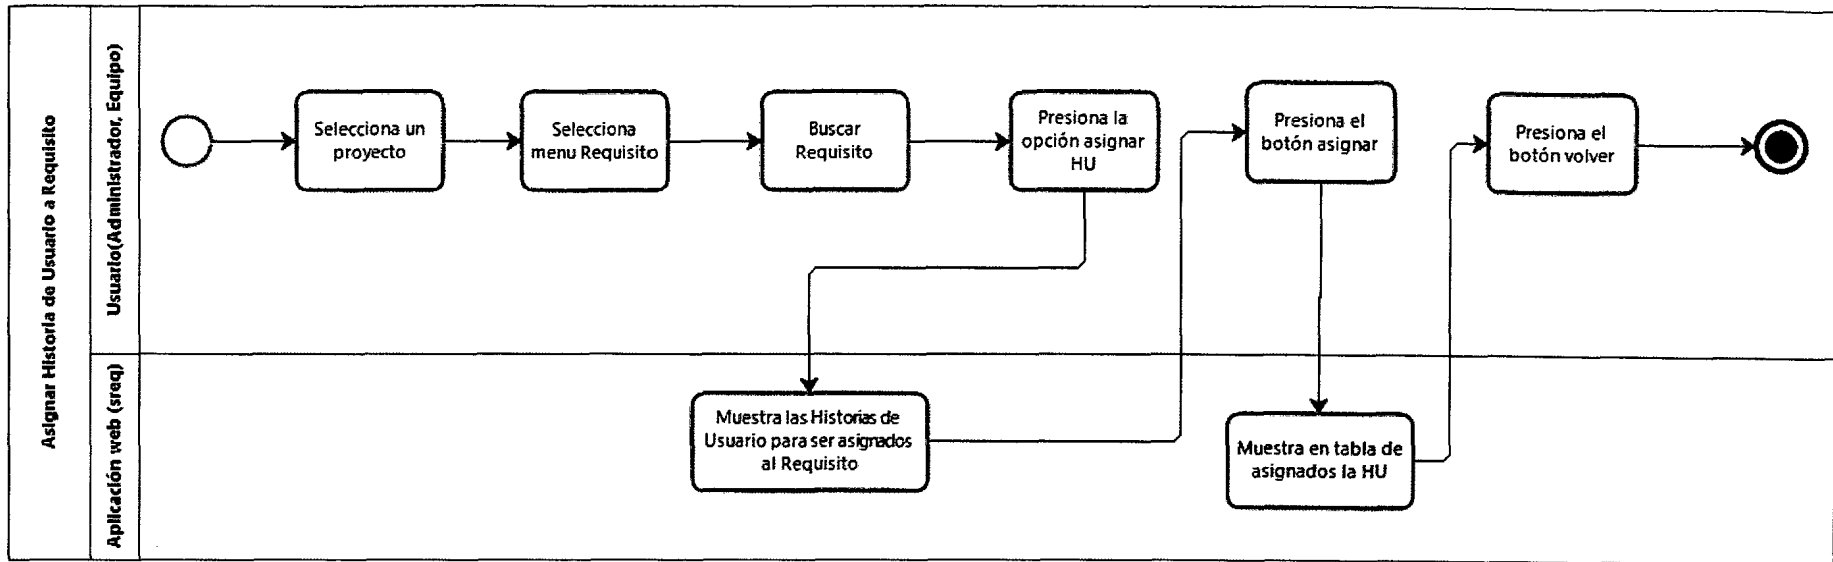 Asignar Historia de Usuario a Requisito
Usuario(Administrador, Equipo)
Selecciona un
proyecto
Selecciona
menu Requisito
Buscar
Requisito
Presiona la
opción asignar
HU
Presiona el
botón asignar
Presiona el
botón volver
Aplicación web (sreq)
Muestra las Historias de
Usuario para ser asignados
al Requisito
Muestra en tabla de
asignados la HU